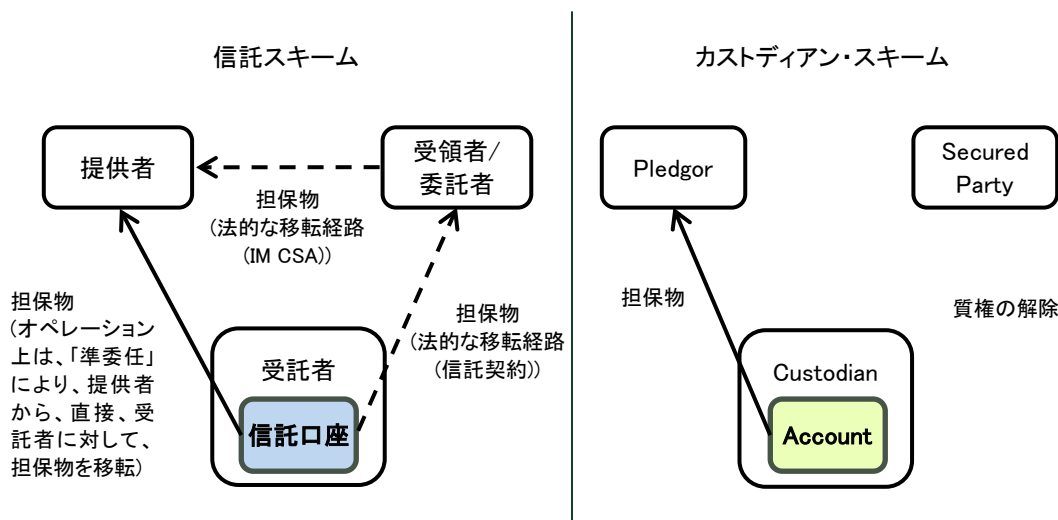 信託スキーム
提供者
受領者/
委託者
担保物
(法的な移転経路
(IM CSA))
担保物
(オペレーション
上は、「準委任」
により、提供者
から、直接、受
託者に対して、
担保物を移転)
担保物
(法的な移転経路
(信託契約))
受託者
信託口座
カストディアン・スキーム
Pledgor
Secured
Party
担保物
質権の解除
Custodian
Account